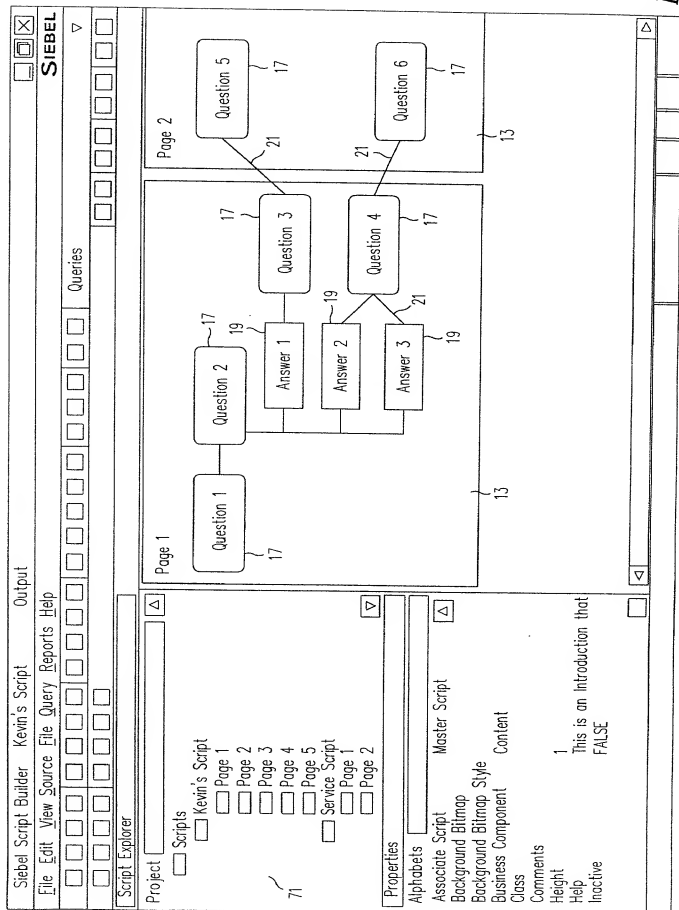 Siebel Script Builder Kevin's Script Output
SIEBEL
File Edit View Source File Query Reports Help
Queries
Script Explorer
Project
Scripts
Kevin's Script
Page 1
Page 2
Page 3
Page 4
Page 5
Service Script
Page 1
Page 2
71
Properties
Alphabets
Associate Script Master Script
Background Bitmap
Background Bitmap Style
Business Component
Class Content
Comments
Height 1
Help This is an Introduction that
Inactive FALSE
Page 1
Question 1
17
Question 2
17
Answer 1
19
Answer 2
19
Answer 3
19
Question 3
17
Question 4
17
21
13
Page 2
Question 5
17
21
Question 6
17
21
13